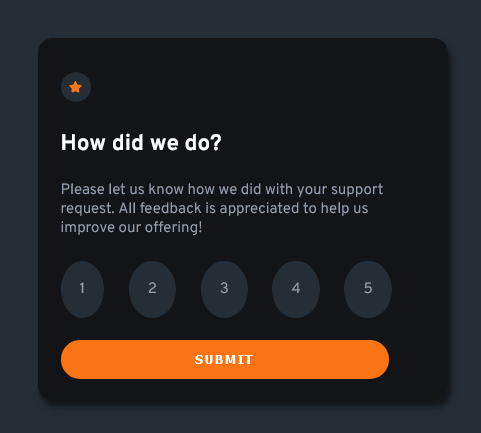 How did we do?
Please let us know how we did with your support
request. All feedback is appreciated to help us
improve our offering!
1 2 3 4 5
SUBMIT